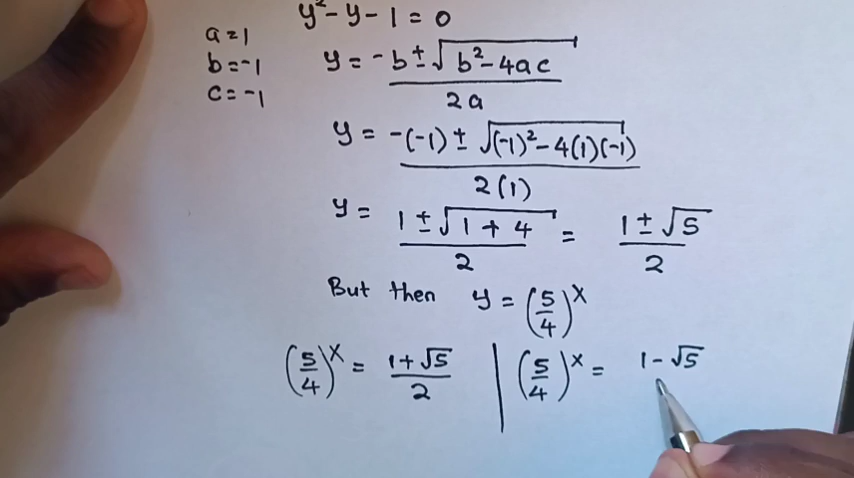 y² - y - 1 = 0
a = 1
b = -1
c = -1
y = (-b ± √(b² - 4ac)) / 2a
y = (-(-1) ± √((-1)² - 4(1)(-1))) / 2(1)
y = (1 ± √(1 + 4)) / 2 = (1 ± √5) / 2
But then y = (5/4)^x
(5/4)^x = (1 + √5) / 2 | (5/4)^x = 1 - √5